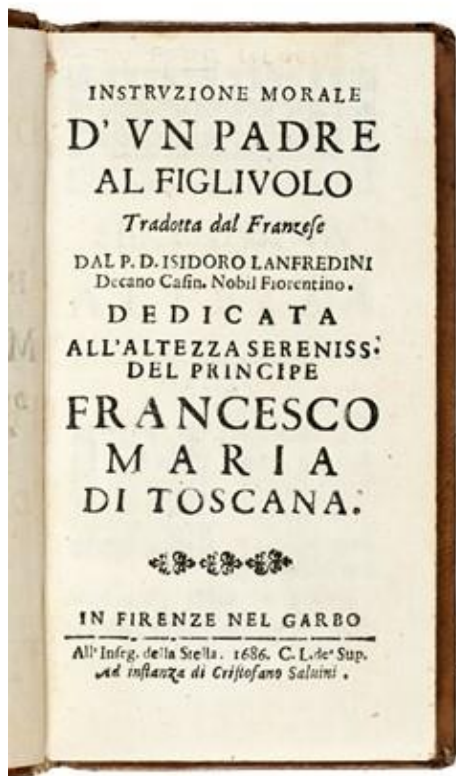 INSTRVZIONE MORALE
D' VN PADRE
AL FIGLIVOLO
Tradotta dal Franzeſe
DAL P. D. ISIDORO LANFREDINI
Decano Caſin. Nobil Fiorentino.
DEDICATA
ALL'ALTEZZA SERENISS:
DEL PRINCIPE
FRANCESCO
MARIA
DI TOSCANA.
IN FIRENZE NEL GARBO
All' Inſeg. della Stella. 1686. C. L. de' Sup.
Ad inſtanza di Criſtofano Saluini.